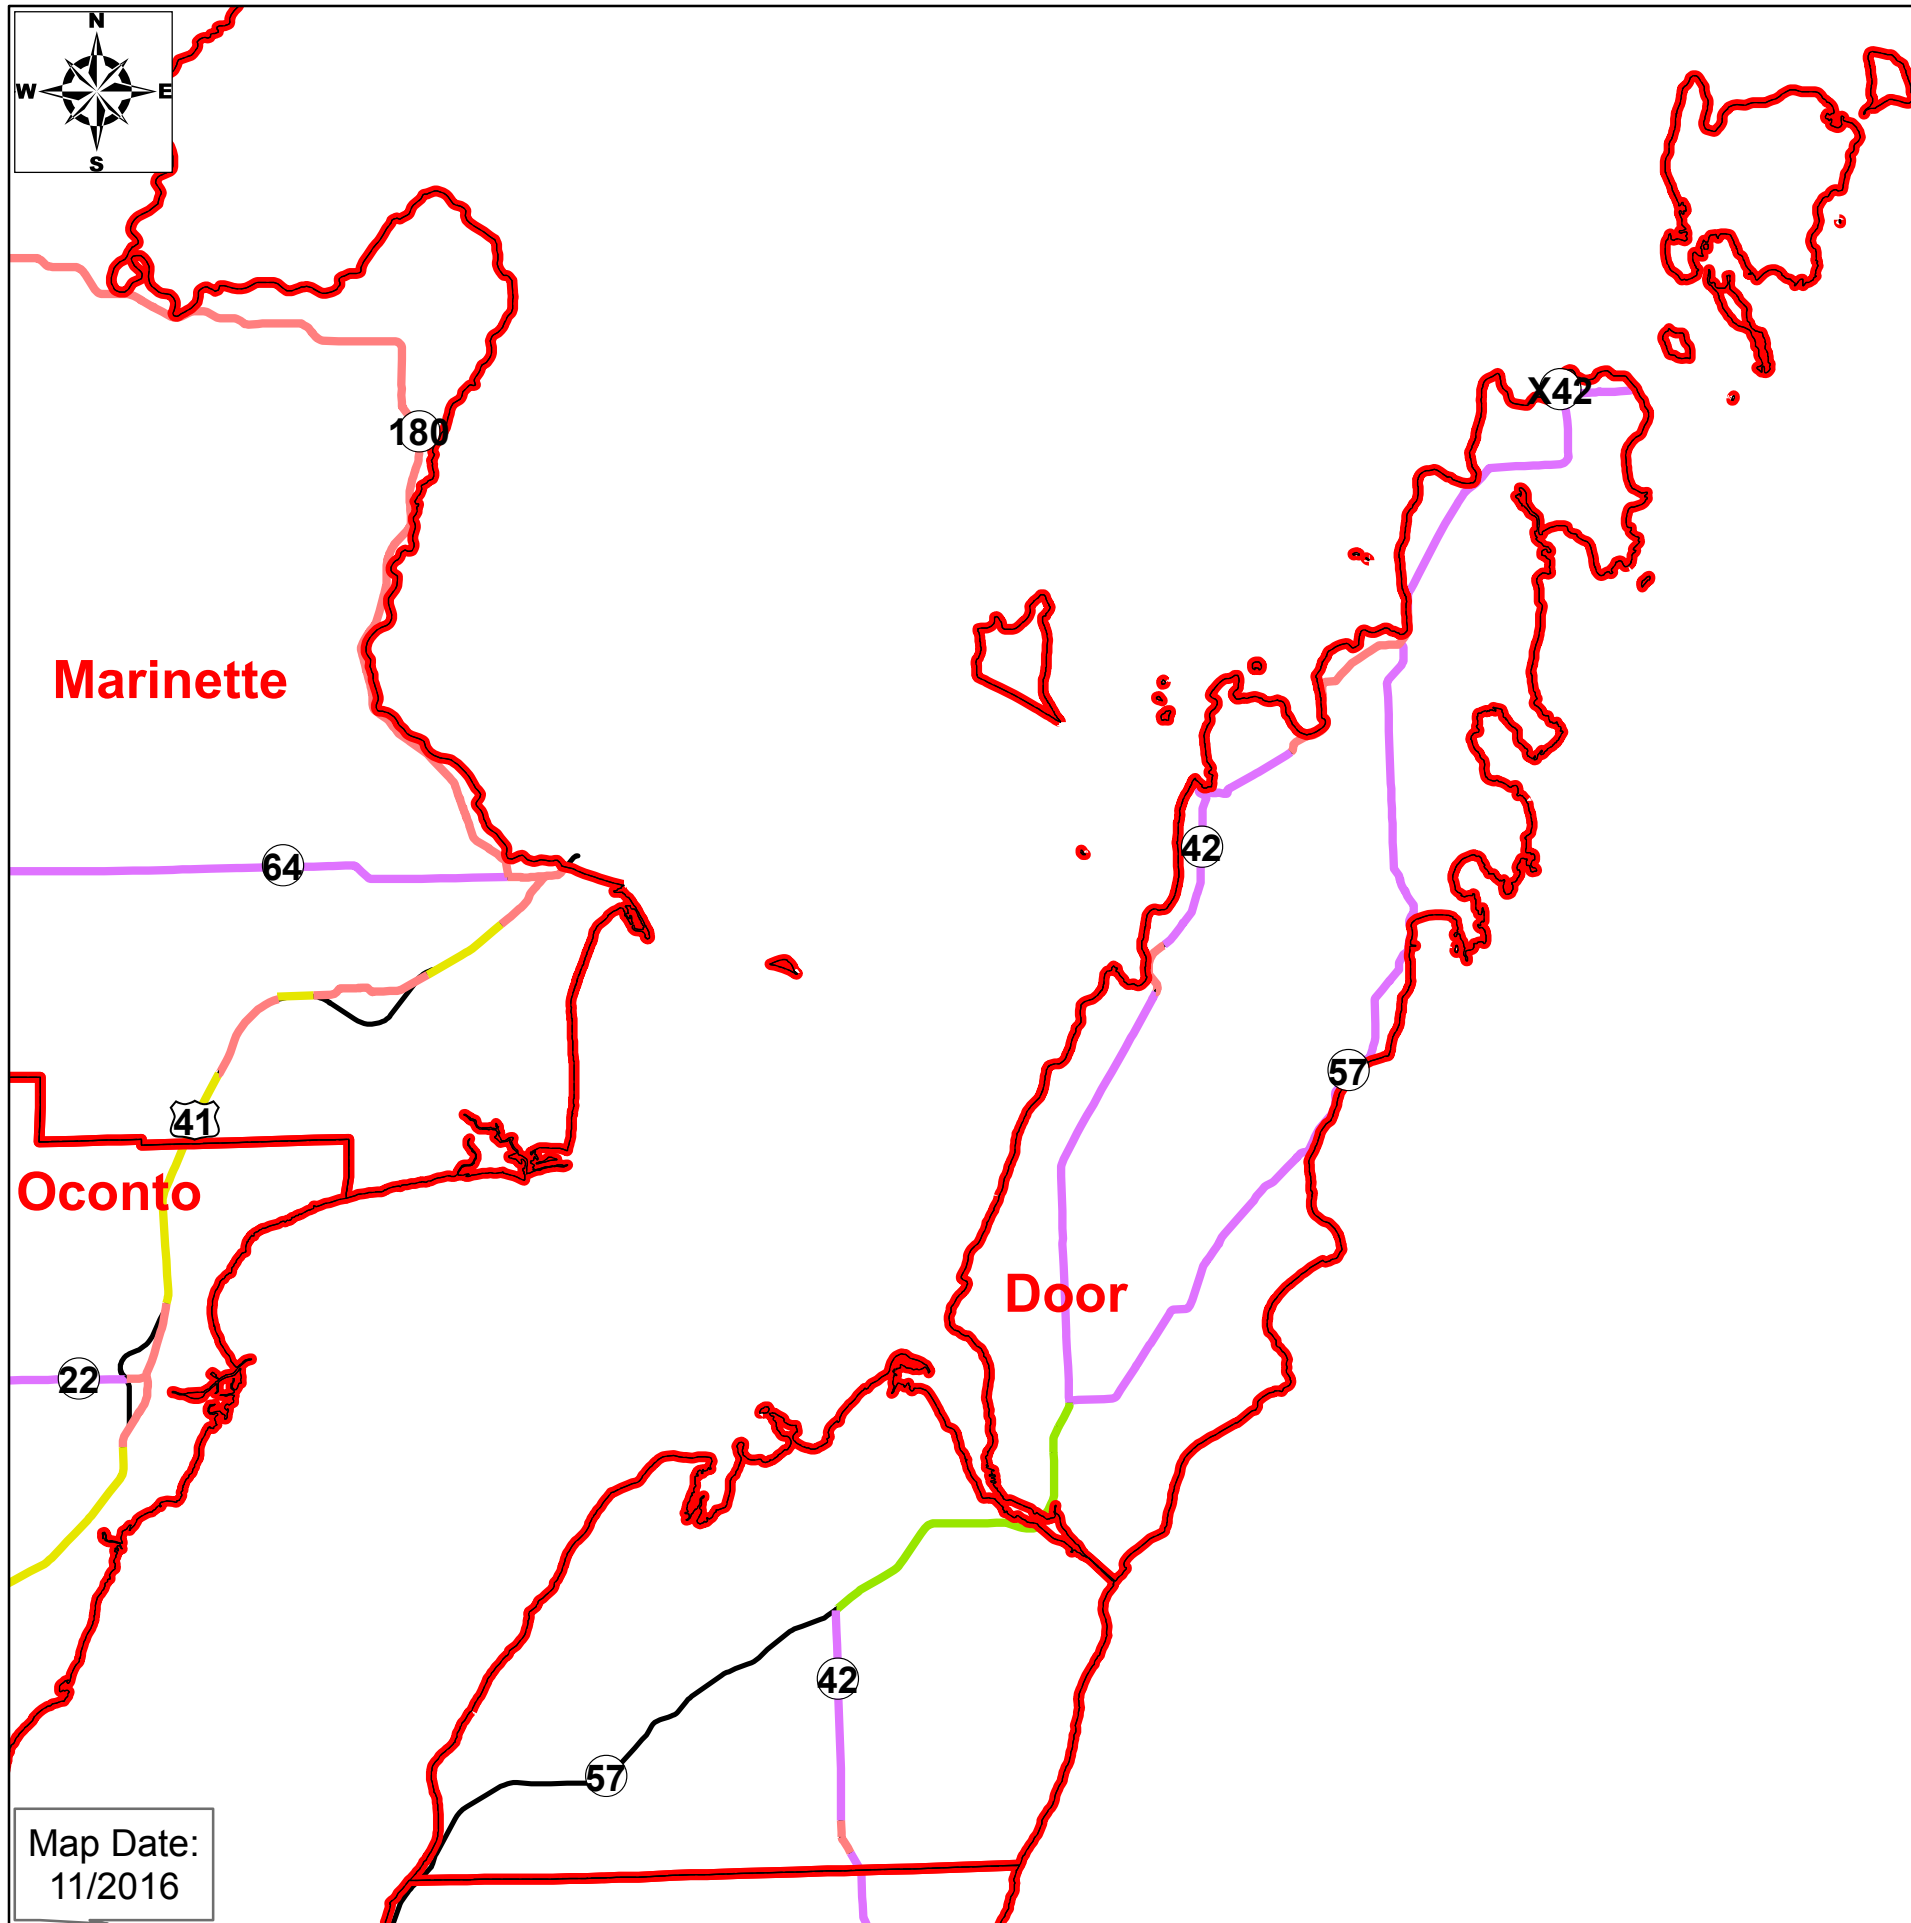 N
W
E
S
X42
180
Marinette
64
42
57
41
Oconto
Door
22
42
57
Map Date:
11/2016